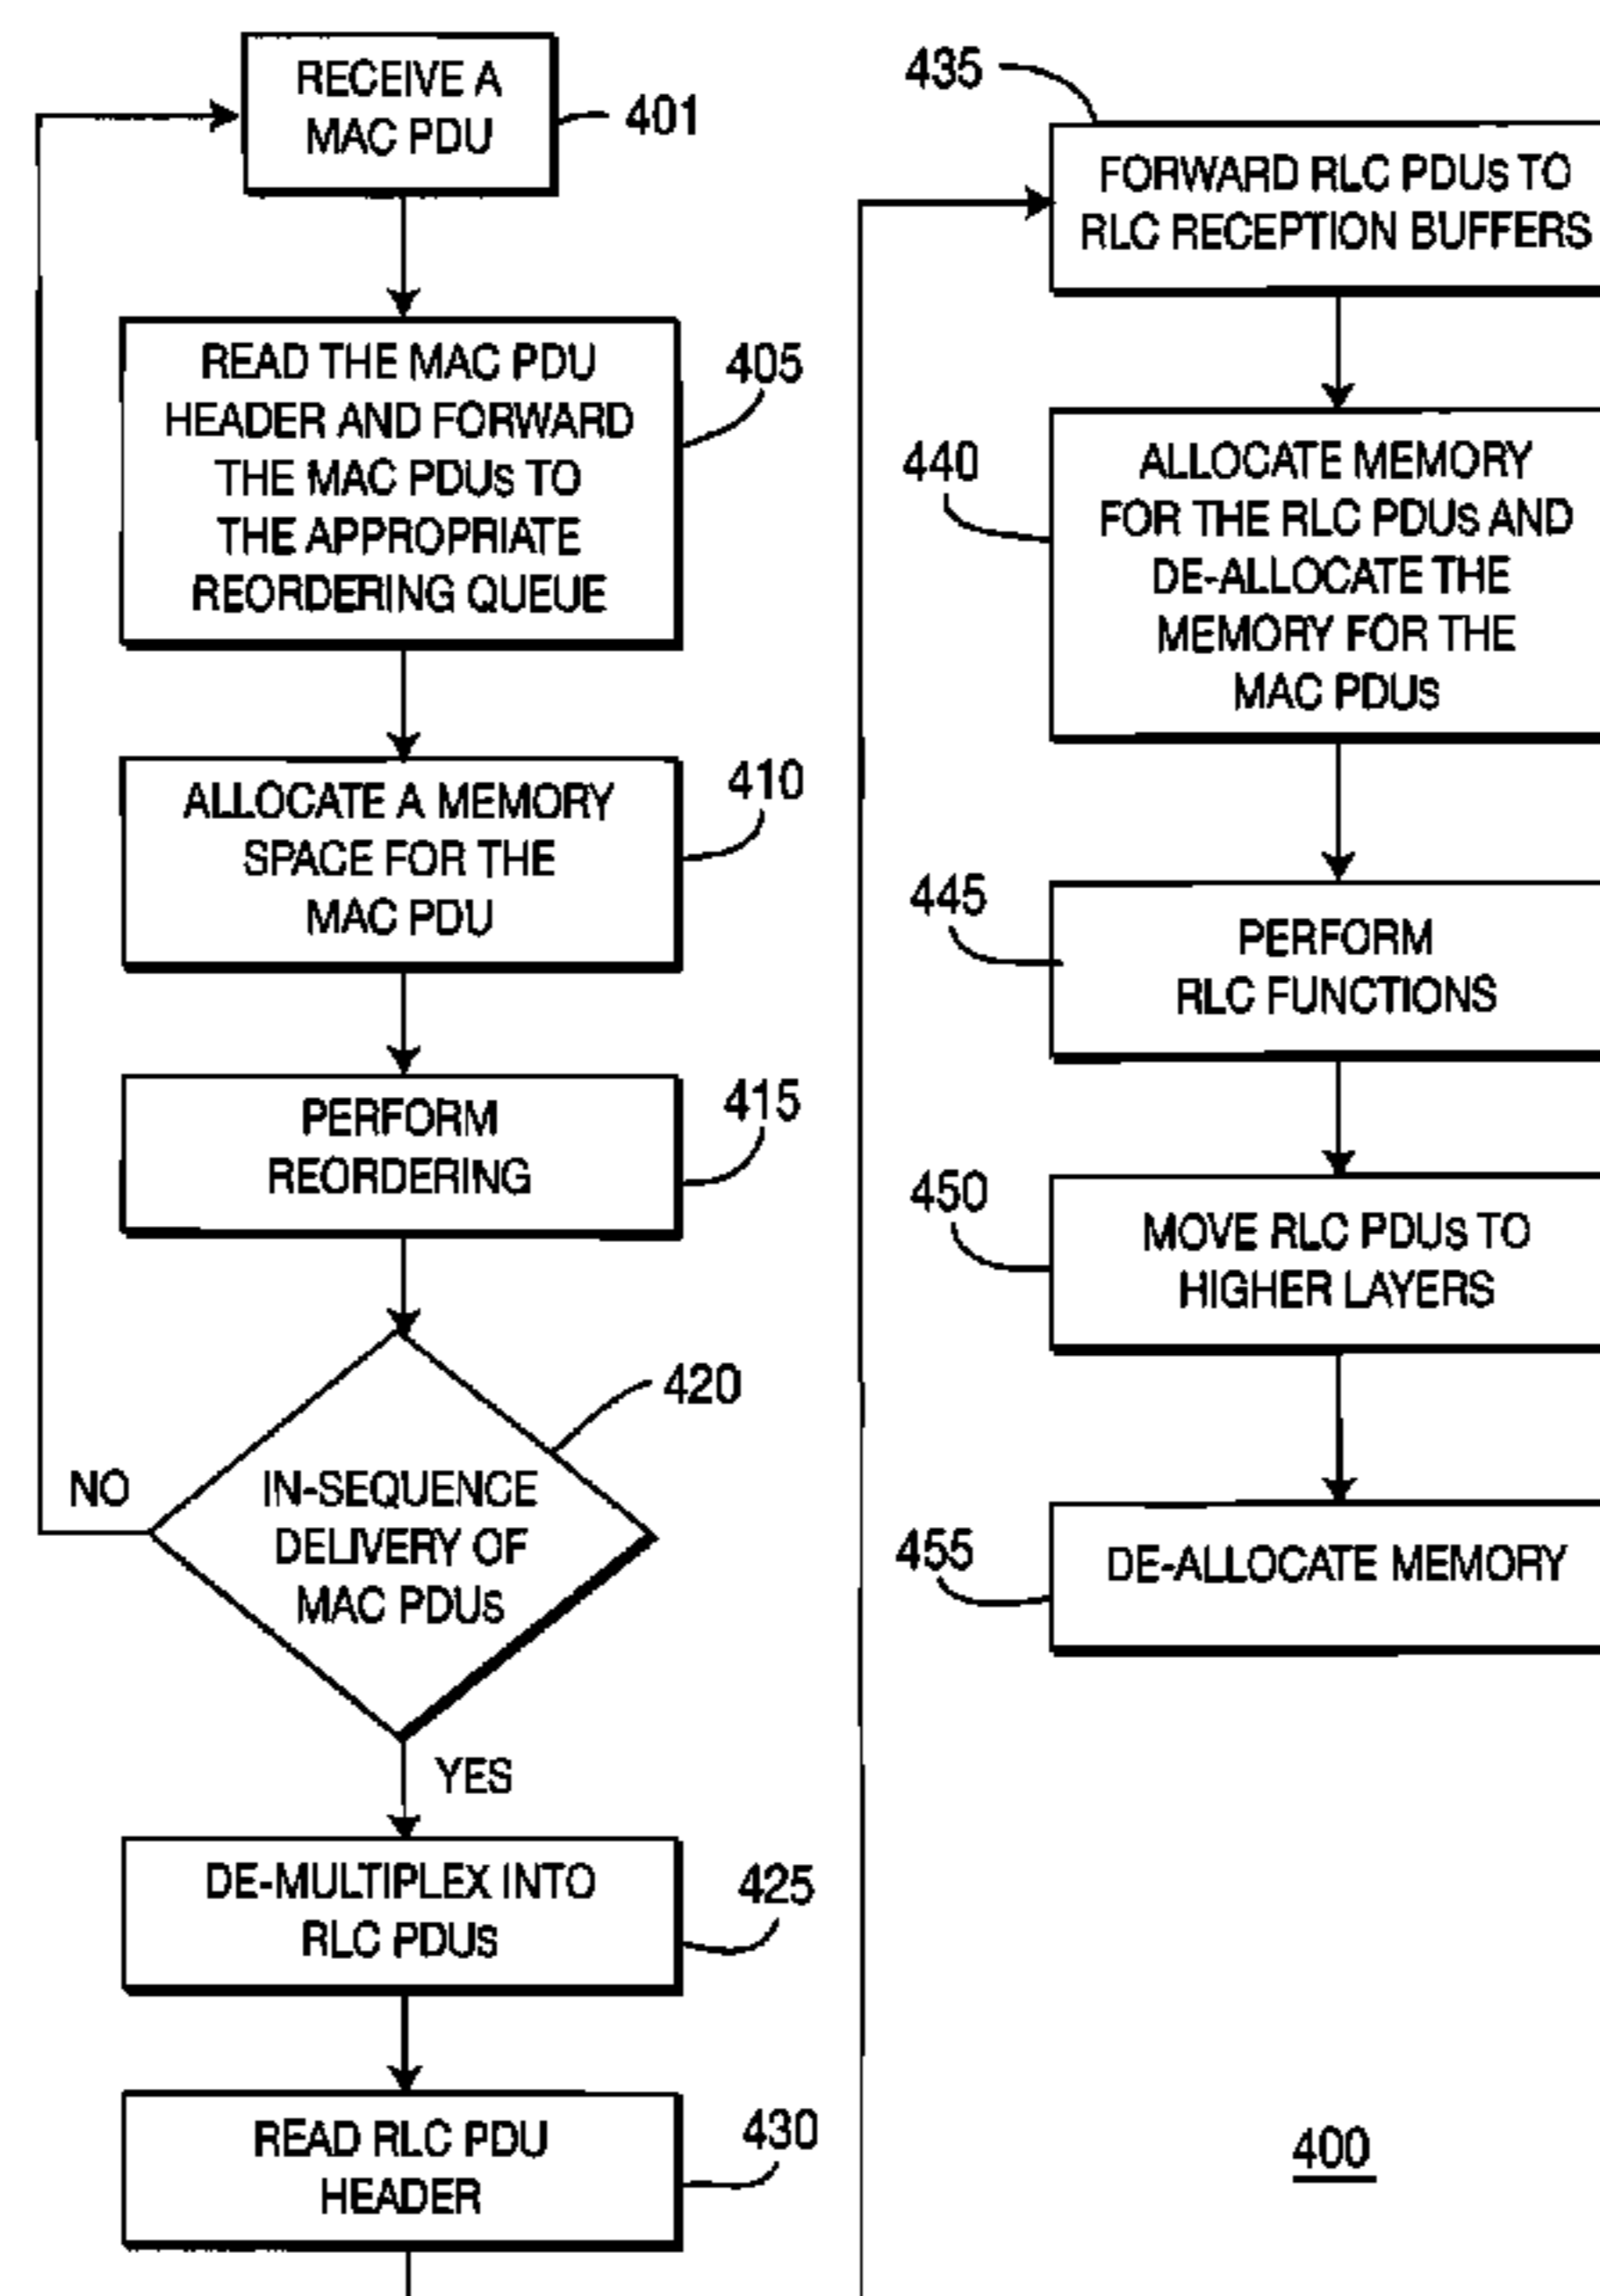 RECEIVE A
MAC PDU
401
READ THE MAC PDU
HEADER AND FORWARD
THE MAC PDUs TO
THE APPROPRIATE
REORDERING QUEUE
405
ALLOCATE A MEMORY
SPACE FOR THE
MAC PDU
410
PERFORM
REORDERING
415
IN-SEQUENCE
DELIVERY OF
MAC PDUs
420
NO
YES
DE-MULTIPLEX INTO
RLC PDUs
425
READ RLC PDU
HEADER
430
435
FORWARD RLC PDUs TO
RLC RECEPTION BUFFERS
440
ALLOCATE MEMORY
FOR THE RLC PDUs AND
DE-ALLOCATE THE
MEMORY FOR THE
MAC PDUs
445
PERFORM
RLC FUNCTIONS
450
MOVE RLC PDUs TO
HIGHER LAYERS
455
DE-ALLOCATE MEMORY
400